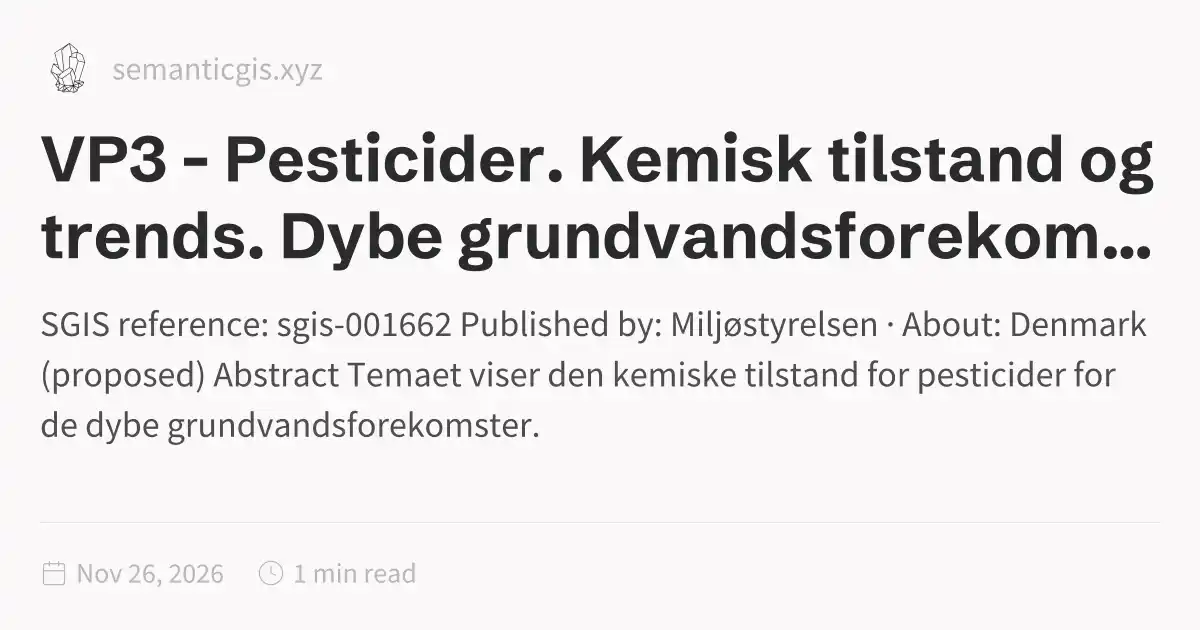 semanticgis.xyz
VP3 - Pesticider. Kemisk tilstand og
trends. Dybe grundvandsforekom...
SGIS reference: sgis-001662 Published by: Miljøstyrelsen · About: Denmark
(proposed) Abstract Temaet viser den kemiske tilstand for pesticider for
de dybe grundvandsforekomster.
Nov 26, 2026 1 min read